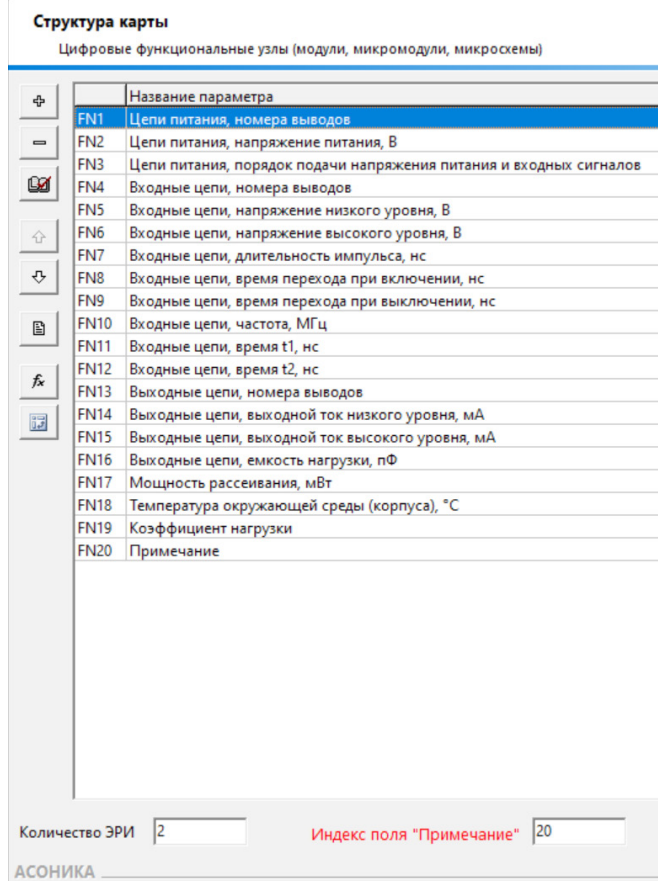 Структура карты
Цифровые функциональные узлы (модули, микромодули, микросхемы)
Название параметра
FN1 Цепи питания, номера выводов
FN2 Цепи питания, напряжение питания, В
FN3 Цепи питания, порядок подачи напряжения питания и входных сигналов
FN4 Входные цепи, номера выводов
FN5 Входные цепи, напряжение низкого уровня, В
FN6 Входные цепи, напряжение высокого уровня, В
FN7 Входные цепи, длительность импульса, нс
FN8 Входные цепи, время перехода при включении, нс
FN9 Входные цепи, время перехода при выключении, нс
FN10 Входные цепи, частота, МГц
FN11 Входные цепи, время t1, нс
FN12 Входные цепи, время t2, нс
FN13 Выходные цепи, номера выводов
FN14 Выходные цепи, выходной ток низкого уровня, мА
FN15 Выходные цепи, выходной ток высокого уровня, мА
FN16 Выходные цепи, емкость нагрузки, пФ
FN17 Мощность рассеивания, мВт
FN18 Температура окружающей среды (корпуса), °С
FN19 Коэффициент нагрузки
FN20 Примечание
fx
Количество ЭРИ 2 Индекс поля "Примечание" 20
АСОНИКА